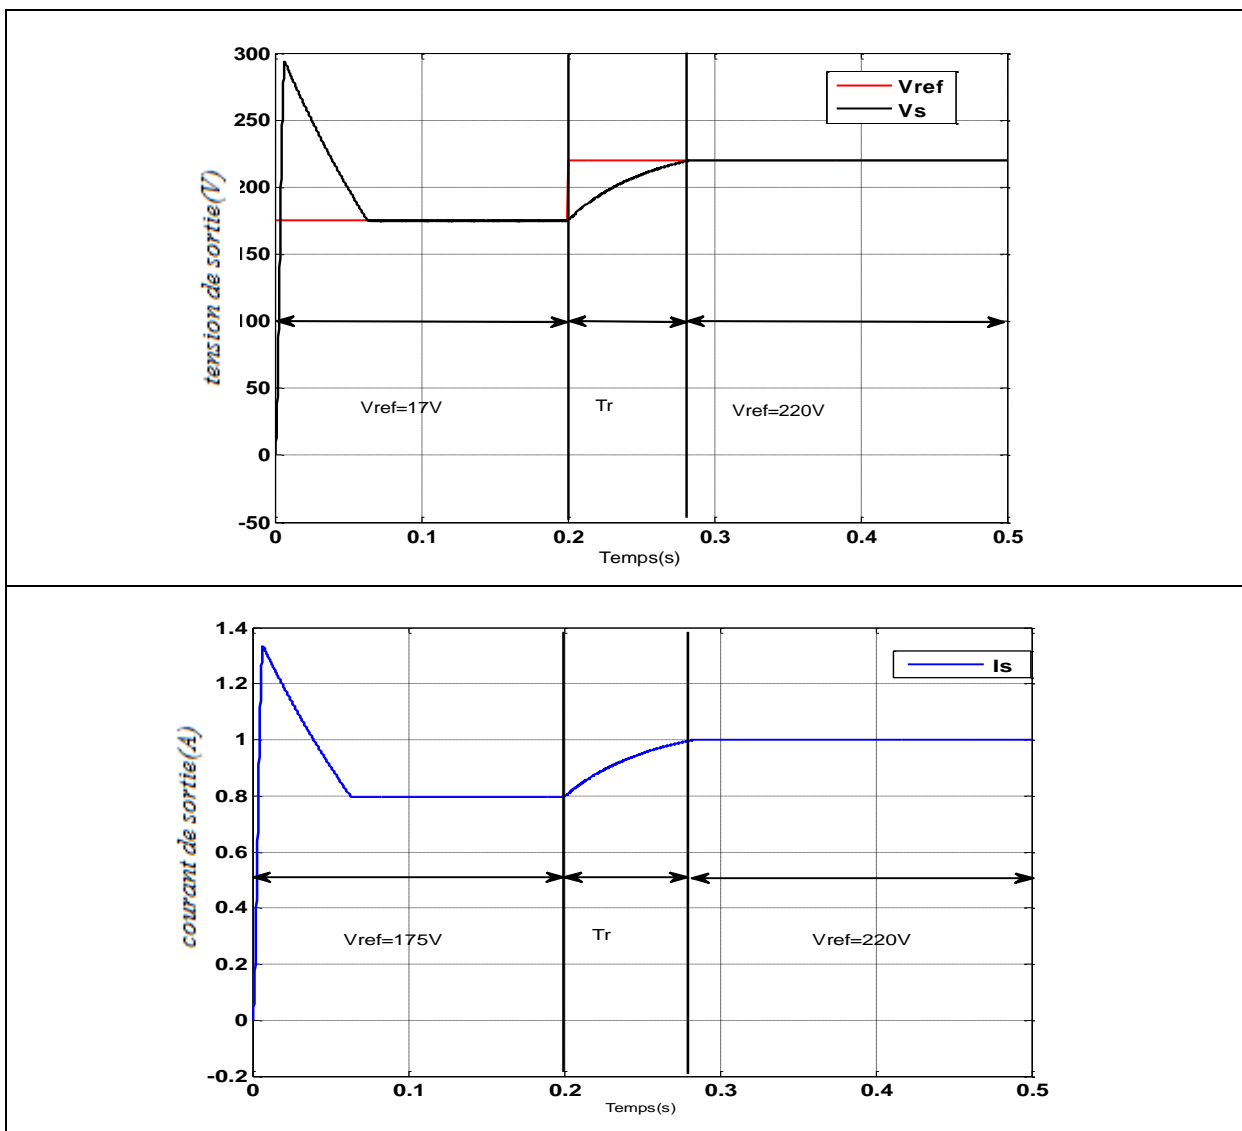 300
250
200
150
100
50
0
-50
tension de sortie(V)
Vref
Vs
Vref=17V
Tr
Vref=220V
0 0.1 0.2 0.3 0.4 0.5
Temps(s)
1.4
1.2
1
0.8
0.6
0.4
0.2
0
-0.2
courant de sortie(A)
Is
Vref=175V
Tr
Vref=220V
0 0.1 0.2 0.3 0.4 0.5
Temps(s)